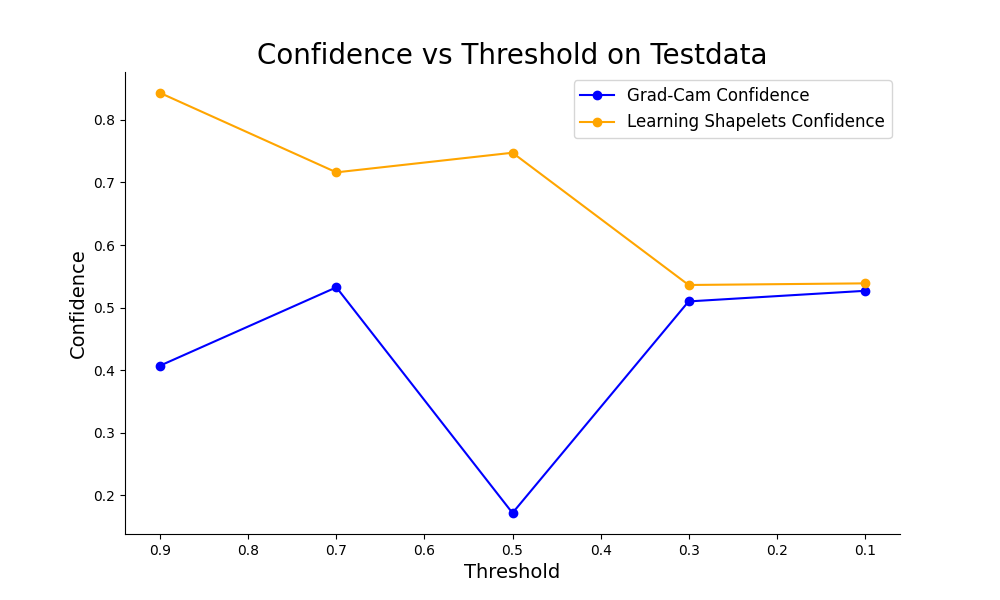 Confidence vs Threshold on Testdata
Grad-Cam Confidence
Learning Shapelets Confidence
Confidence
0.8
0.7
0.6
0.5
0.4
0.3
0.2
0.9 0.8 0.7 0.6 0.5 0.4 0.3 0.2 0.1
Threshold